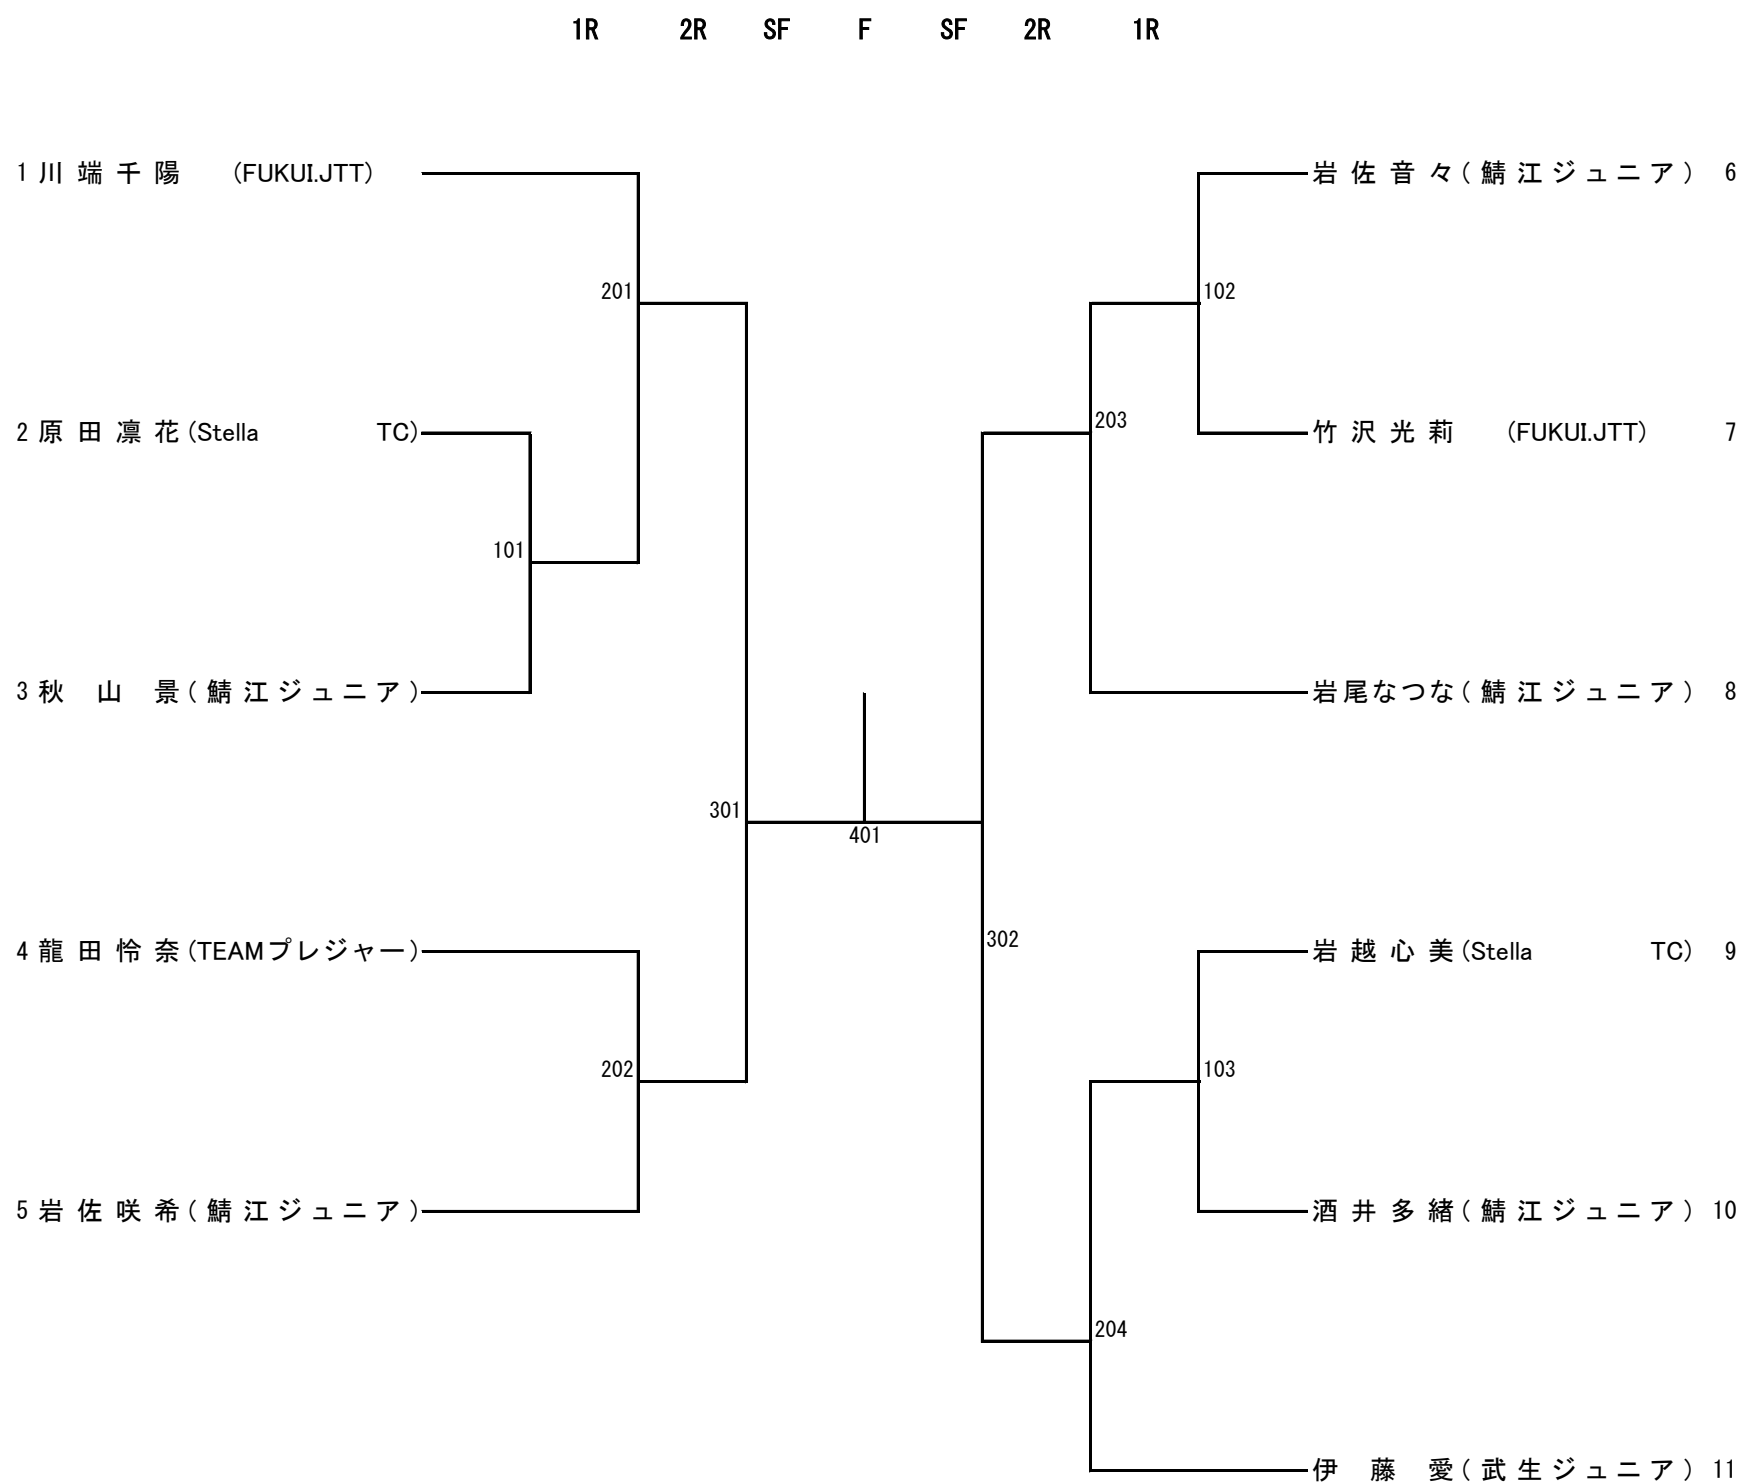 1R 2R SF F SF 2R 1R
1 川端千陽 (FUKUI.JTT)
岩佐音々(鯖江ジュニア) 6
201
102
203
2 原田凛花(Stella TC)
竹沢光莉 (FUKUI.JTT) 7
101
3 秋山 景(鯖江ジュニア)
岩尾なつな(鯖江ジュニア) 8
301
401
302
4 龍田怜奈(TEAMプレジャー)
岩越心美(Stella TC) 9
202
103
5 岩佐咲希(鯖江ジュニア)
酒井多緒(鯖江ジュニア) 10
204
伊藤 愛(武生ジュニア) 11